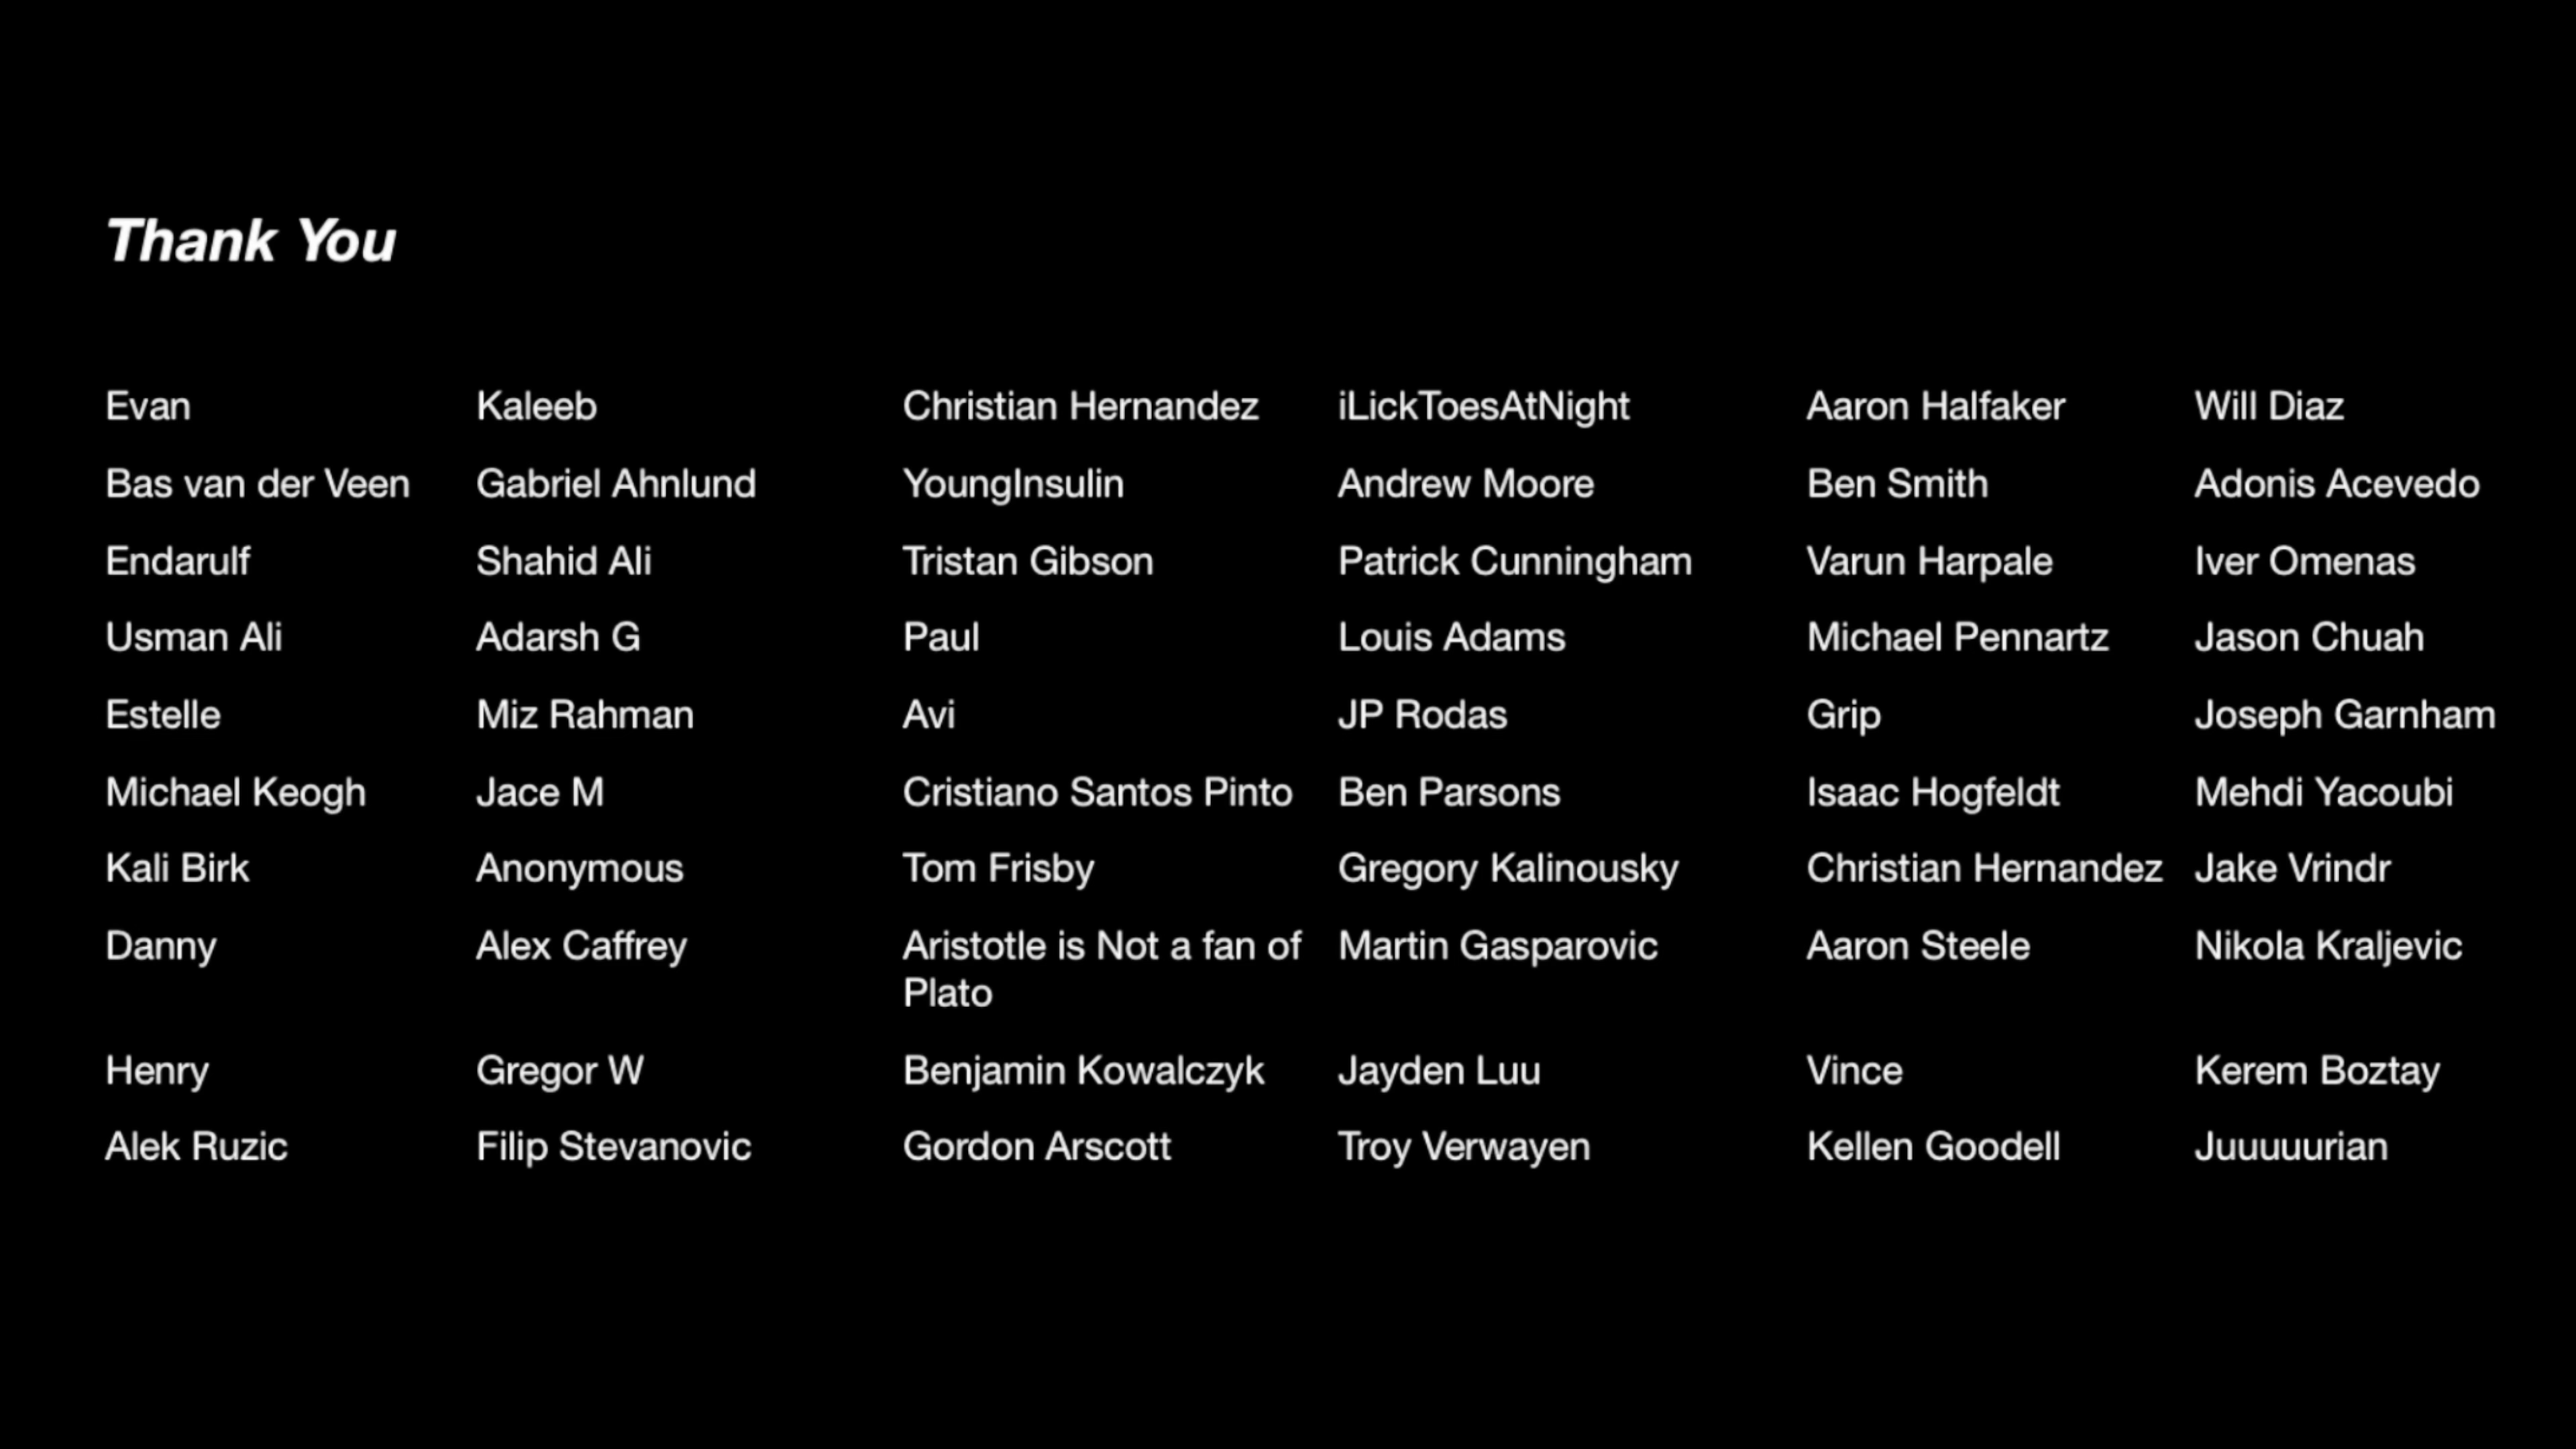 Thank You
Evan Kaleeb Christian Hernandez iLickToesAtNight Aaron Halfaker Will Diaz
Bas van der Veen Gabriel Ahnlund YoungInsulin Andrew Moore Ben Smith Adonis Acevedo
Endarulf Shahid Ali Tristan Gibson Patrick Cunningham Varun Harpale Iver Omenas
Usman Ali Adarsh G Paul Louis Adams Michael Pennartz Jason Chuah
Estelle Miz Rahman Avi JP Rodas Grip Joseph Garnham
Michael Keogh Jace M Cristiano Santos Pinto Ben Parsons Isaac Hogfeldt Mehdi Yacoubi
Kali Birk Anonymous Tom Frisby Gregory Kalinousky Christian Hernandez Jake Vrindr
Danny Alex Caffrey Aristotle is Not a fan of Martin Gasparovic Aaron Steele Nikola Kraljevic
Plato
Henry Gregor W Benjamin Kowalczyk Jayden Luu Vince Kerem Boztay
Alek Ruzic Filip Stevanovic Gordon Arscott Troy Verwayen Kellen Goodell Juuuuurian